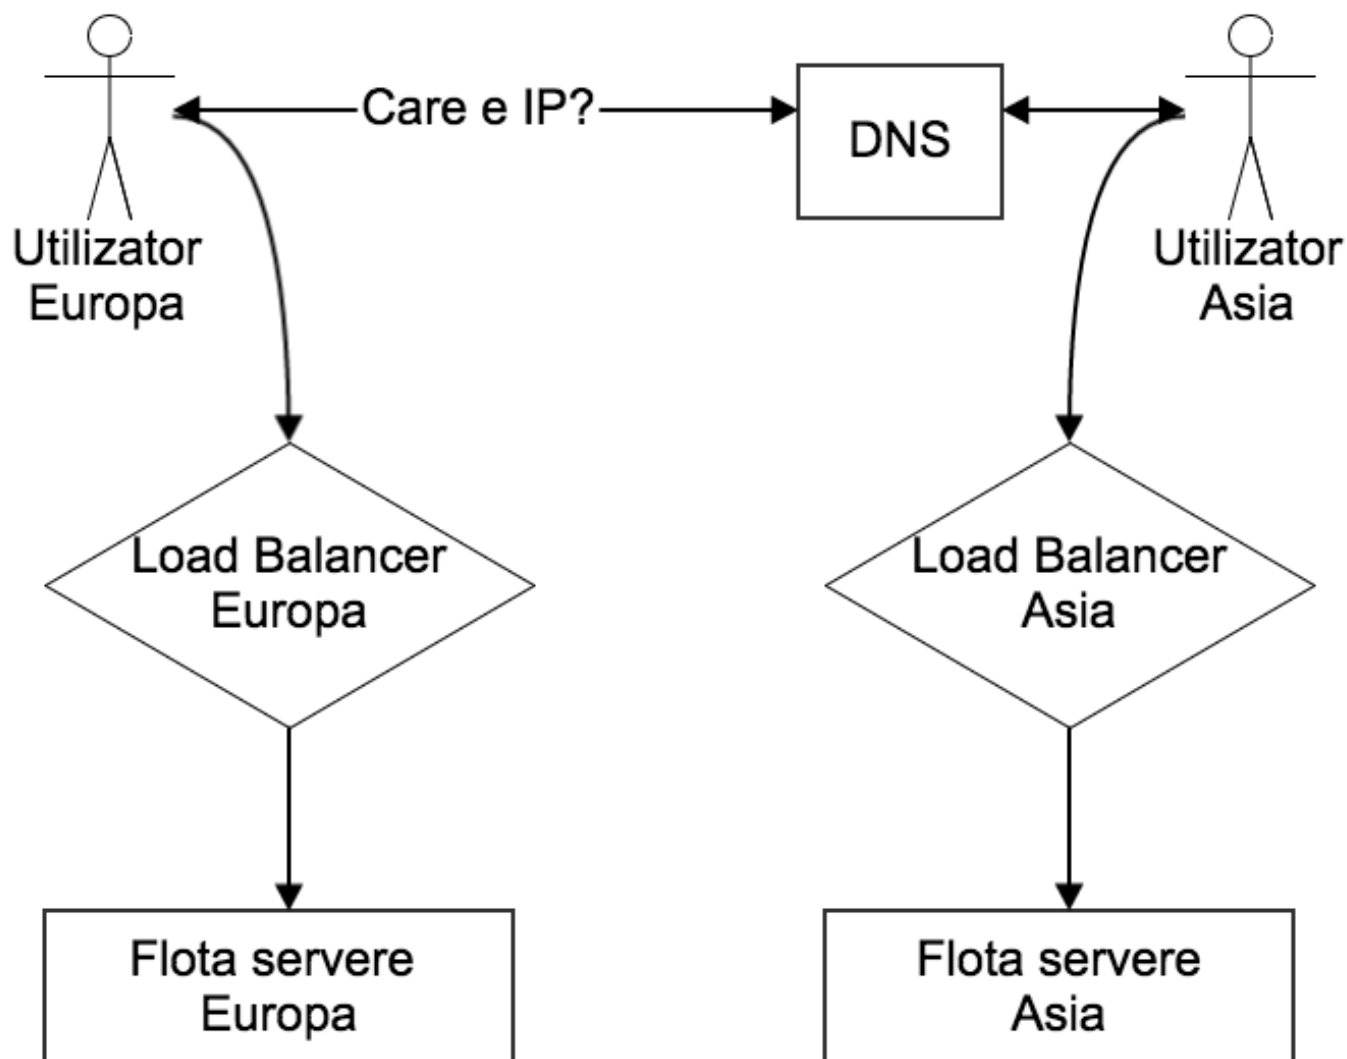 Care e IP?
DNS
Utilizator
Europa
Utilizator
Asia
Load Balancer
Europa
Load Balancer
Asia
Flota servere
Europa
Flota servere
Asia